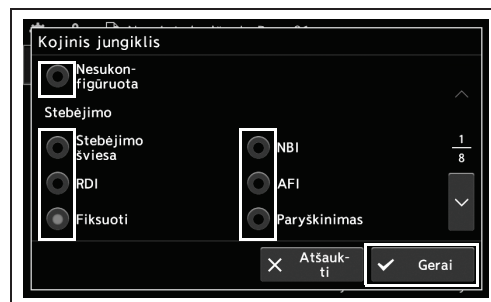 Kojinis jungiklis
Nesukon-
figūruota
Stebėjimo
Stebėjimo
šviesa
NBI
1
8
RDI
AFI
Fiksuoti
Paryškinimas
Atšauk-
ti
Gerai